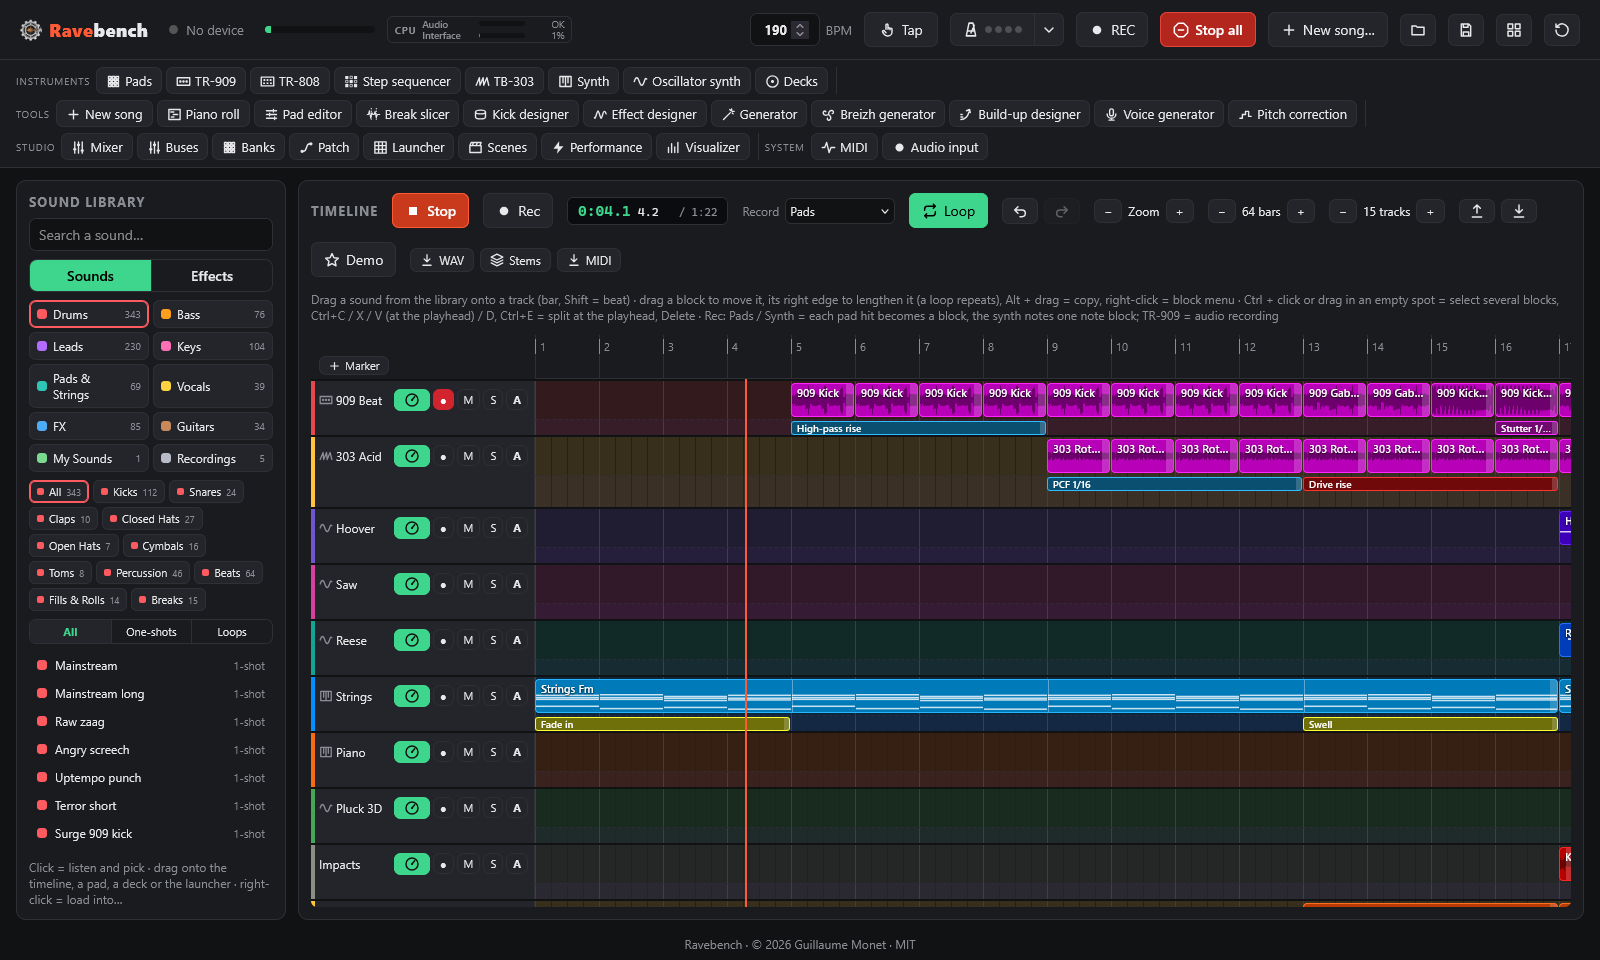 Ravebench
No device
CPU Audio Interface OK 1%
190 BPM
Tap
REC
Stop all
New song...
INSTRUMENTS Pads TR-909 TR-808 Step sequencer TB-303 Synth Oscillator synth Decks
TOOLS New song Piano roll Pad editor Break slicer Kick designer Effect designer Generator Breizh generator Build-up designer Voice generator Pitch correction
STUDIO Mixer Buses Banks Patch Launcher Scenes Performance Visualizer SYSTEM MIDI Audio input
SOUND LIBRARY
Search a sound...
Sounds Effects
Drums 343 Bass 76
Leads 230 Keys 104
Pads & Strings 69 Vocals 39
FX 85 Guitars 34
My Sounds 1 Recordings 5
All 343 Kicks 112 Snares 24
Claps 10 Closed Hats 27
Open Hats 7 Cymbals 16
Toms 8 Percussion 46 Beats 64
Fills & Rolls 14 Breaks 15
All One-shots Loops
Mainstream 1-shot
Mainstream long 1-shot
Raw zaag 1-shot
Angry screech 1-shot
Uptempo punch 1-shot
Terror short 1-shot
Surge 909 kick 1-shot
Click = listen and pick · drag onto the
timeline, a pad, a deck or the launcher · right-
click = load into...
TIMELINE Stop Rec 0:04.1 4.2 / 1:22 Record Pads Loop − Zoom + − 64 bars + − 15 tracks +
Demo WAV Stems MIDI
Drag a sound from the library onto a track (bar, Shift = beat) · drag a block to move it, its right edge to lengthen it (a loop repeats), Alt + drag = copy, right-click = block menu · Ctrl + click or drag in an empty spot = select several blocks,
Ctrl+C / X / V (at the playhead) / D, Ctrl+E = split at the playhead, Delete · Rec: Pads / Synth = each pad hit becomes a block, the synth notes one note block; TR-909 = audio recording
+ Marker
1 2 3 4 5 6 7 8 9 10 11 12 13 14 15 16
909 Beat M S A
909 Kick 909 Kick 909 Kick 909 Kick 909 Kick 909 Kick 909 Kick 909 Kick 909 Gab... 909 Gab... 909 Kick... 909 Kick...
High-pass rise Stutter 1/...
303 Acid M S A
303 Rot... 303 Rot... 303 Rot... 303 Rot... 303 Rot... 303 Rot... 303 Rot... 303 Rot...
PCF 1/16 Drive rise
Hoover M S A
Saw M S A
Reese M S A
Strings M S A
Strings Fm
Fade in Swell
Piano M S A
Pluck 3D M S A
Impacts M S A
Ravebench · © 2026 Guillaume Monet · MIT